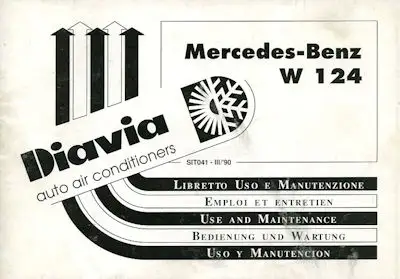 Mercedes-Benz
W 124
Diavia
auto air conditioners
SIT041 - III/'90
LIBRETTO USO E MANUTENZIONE
EMPLOI ET ENTRETIEN
USE AND MAINTENANCE
BEDIENUNG UND WARTUNG
USO Y MANUTENCION